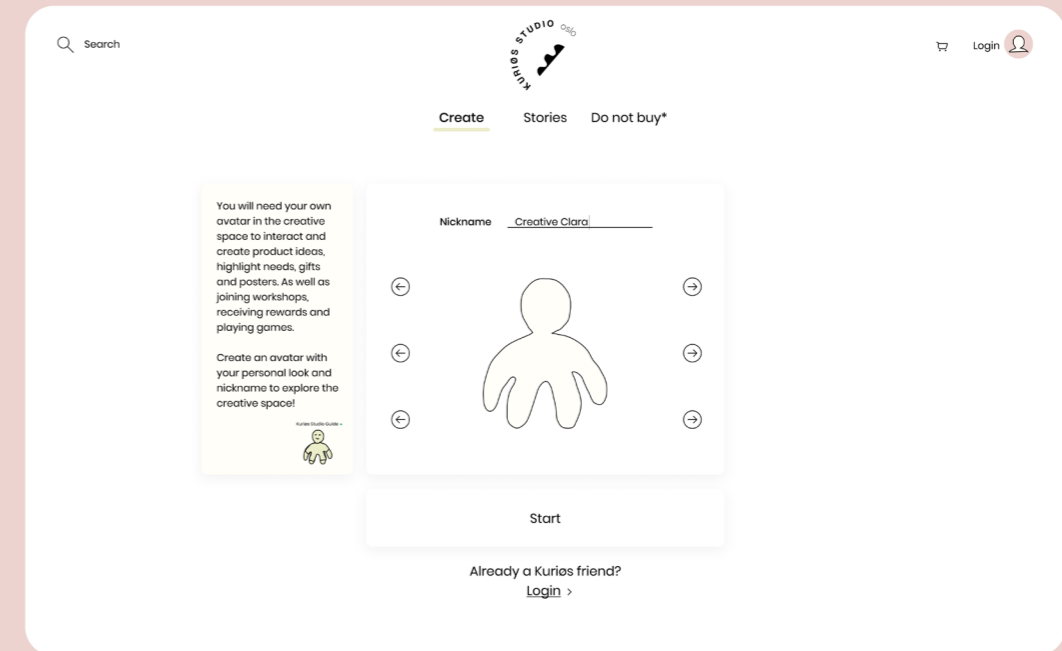 Search
KURIØS STUDIO oslo
Login
Create Stories Do not buy*
You will need your own
avatar in the creative
space to interact and
create product ideas,
highlight needs, gifts
and posters. As well as
joining workshops,
receiving rewards and
playing games.
Create an avatar with
your personal look and
nickname to explore the
creative space!
Kuriøs Studio Guide
Nickname Creative Clara
Start
Already a Kuriøs friend?
Login >